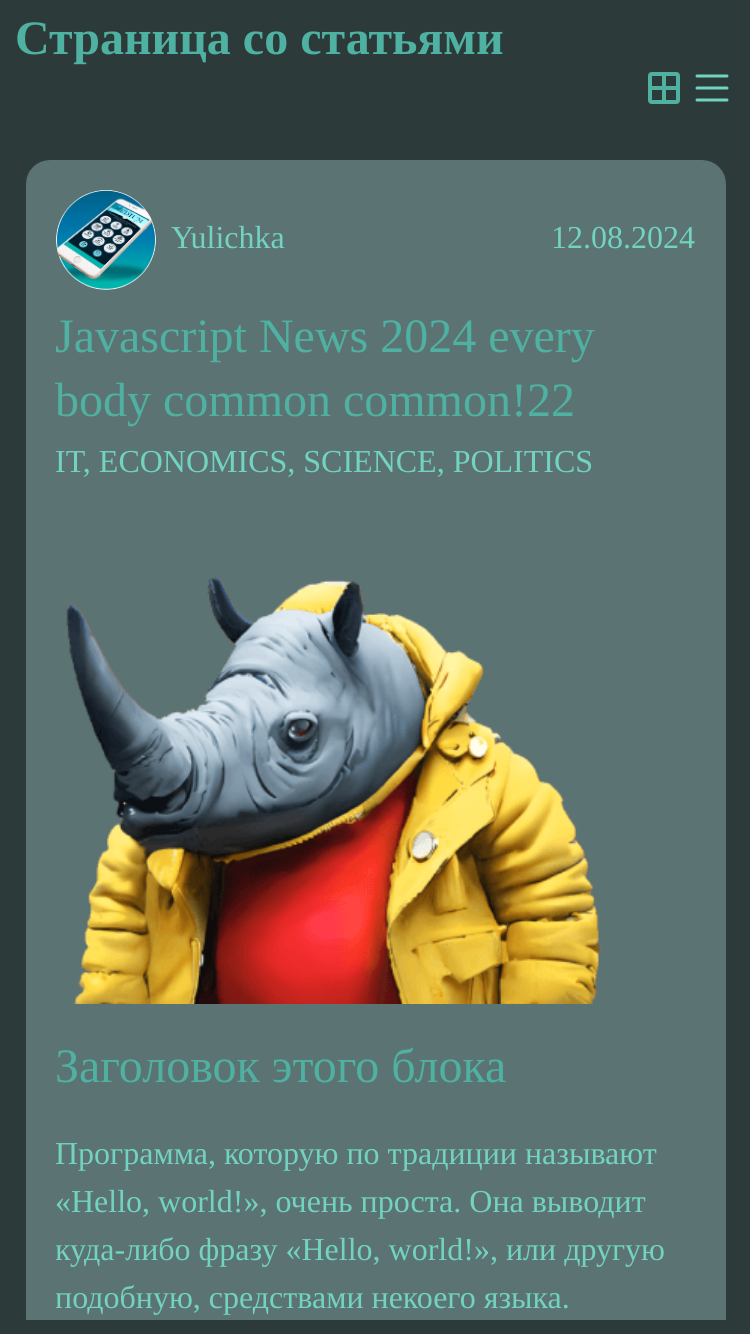 Страница со статьями
Yulichka
12.08.2024
Javascript News 2024 every
body common common!22
IT, ECONOMICS, SCIENCE, POLITICS
Заголовок этого блока
Программа, которую по традиции называют
«Hello, world!», очень проста. Она выводит
куда-либо фразу «Hello, world!», или другую
подобную, средствами некоего языка.